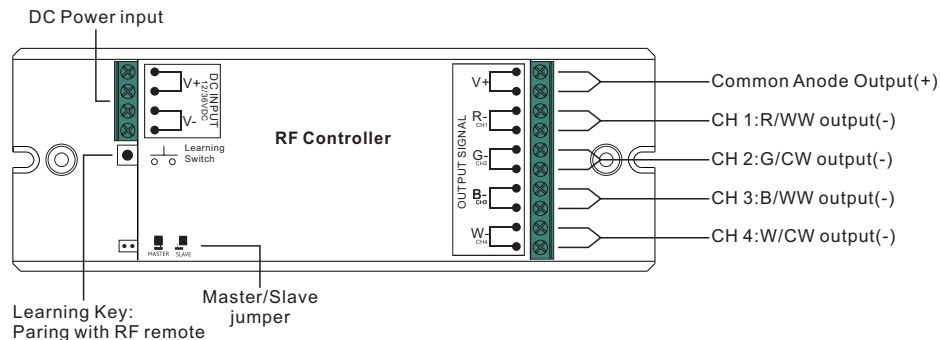 DC Power input
V+
V-
DC INPUT
12/36VDC
Learning
Switch
RF Controller
MASTER
SLAVE
OUTPUT SIGNAL
V+
R-
CH1
G-
CH2
B-
CH3
W-
CH4
Common Anode Output(+)
CH 1:R/WW output(-)
CH 2:G/CW output(-)
CH 3:B/WW output(-)
CH 4:W/CW output(-)
Learning Key:
Paring with RF remote
Master/Slave
jumper